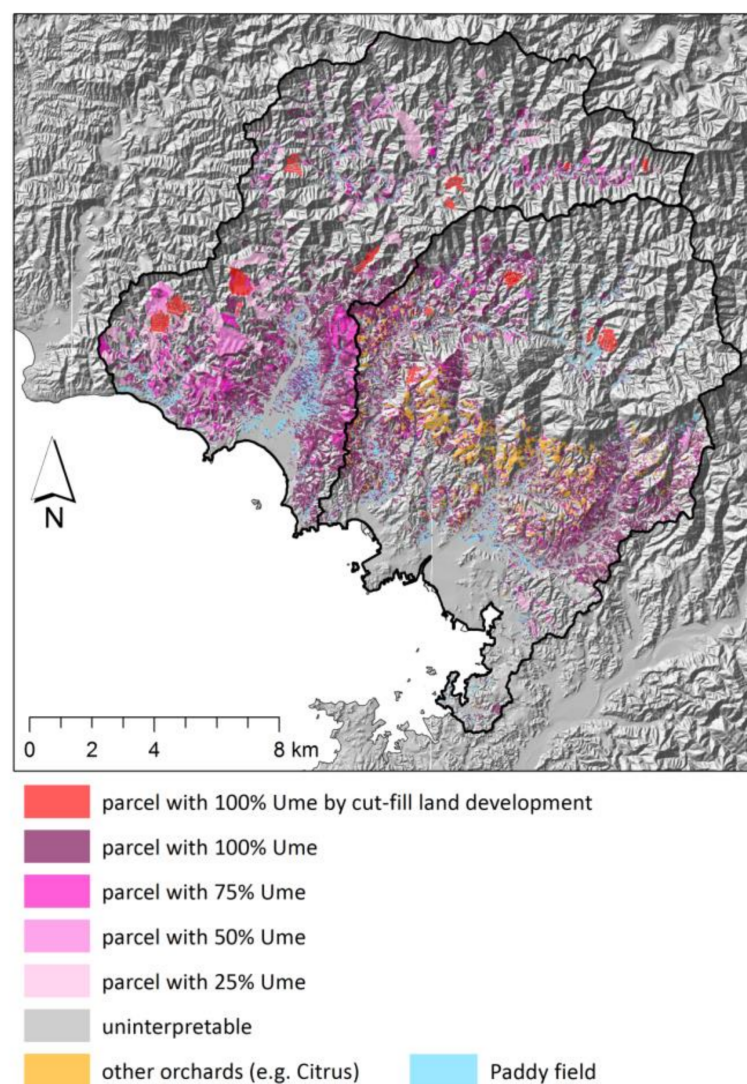 N
0 2 4 8 km
parcel with 100% Ume by cut-fill land development
parcel with 100% Ume
parcel with 75% Ume
parcel with 50% Ume
parcel with 25% Ume
uninterpretable
other orchards (e.g. Citrus) Paddy field